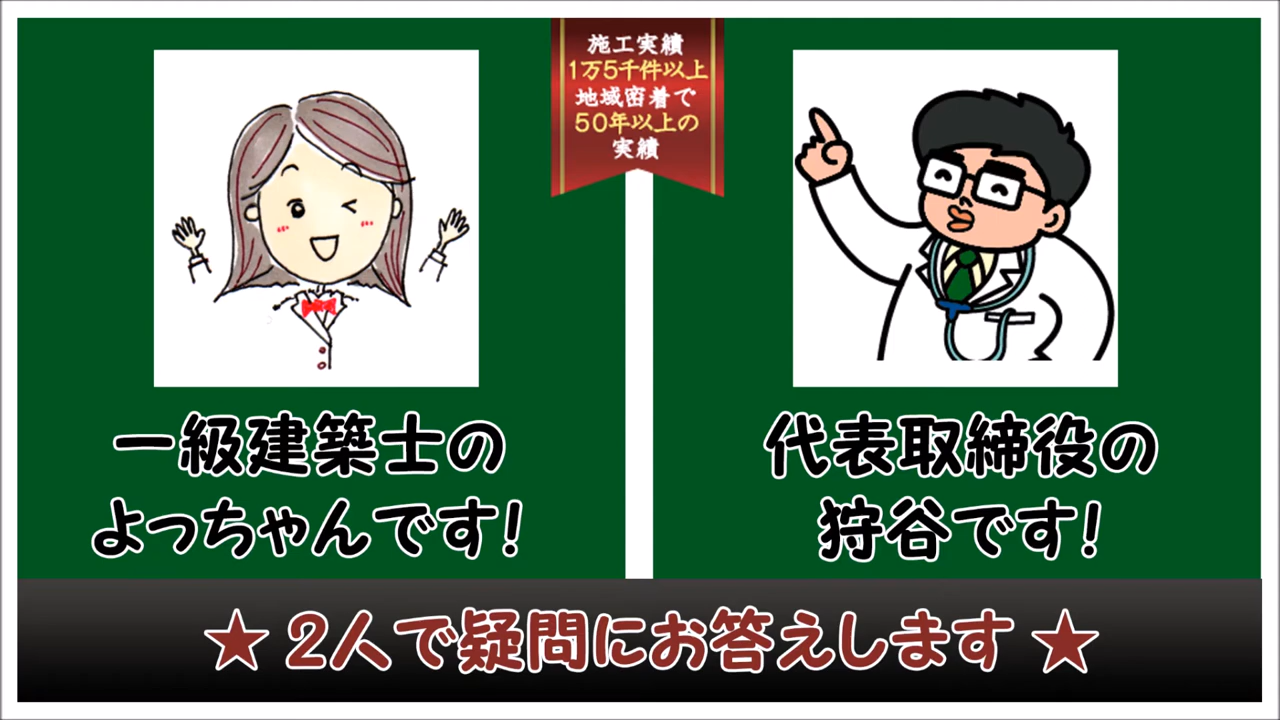 施工実績
1万5千件以上
地域密着で
50年以上の
実績
一級建築士の
よっちゃんです!
代表取締役の
狩谷です!
★ 2人で疑問にお答えします ★